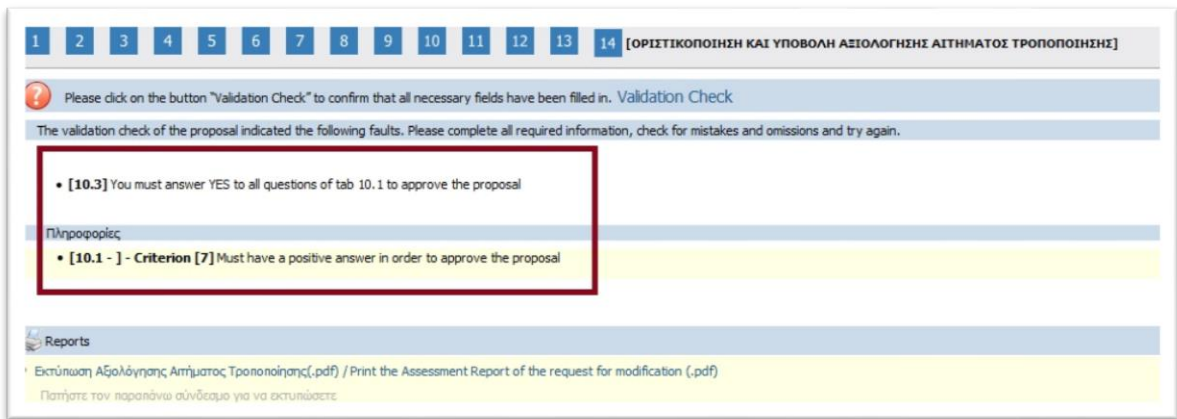 1 2 3 4 5 6 7 8 9 10 11 12 13 14 [ΟΡΙΣΤΙΚΟΠΟΙΗΣΗ ΚΑΙ ΥΠΟΒΟΛΗ ΑΞΙΟΛΟΓΗΣΗΣ ΑΙΤΗΜΑΤΟΣ ΤΡΟΠΟΠΟΙΗΣΗΣ]
? Please click on the button "Validation Check" to confirm that all necessary fields have been filled in. Validation Check
The validation check of the proposal indicated the following faults. Please complete all required information, check for mistakes and omissions and try again.
• [10.3] You must answer YES to all questions of tab 10.1 to approve the proposal
Πληροφορίες
• [10.1 - ] - Criterion [7] Must have a positive answer in order to approve the proposal
Reports
Εκτύπωση Αξιολόγησης Αιτήματος Τροποποίησης(.pdf) / Print the Assessment Report of the request for modification (.pdf)
Πατήστε τον παραπάνω σύνδεσμο για να εκτυπώσετε